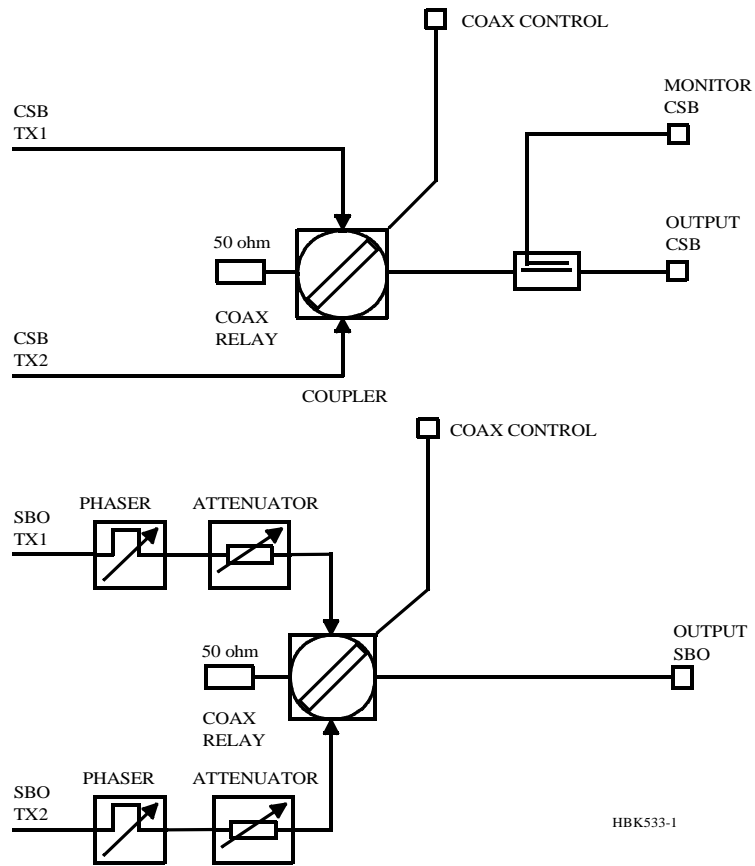 COAX CONTROL
MONITOR
CSB
CSB
TX1
OUTPUT
CSB
50 ohm
COAX
RELAY
CSB
TX2
COUPLER
COAX CONTROL
PHASER
ATTENUATOR
SBO
TX1
OUTPUT
SBO
50 ohm
COAX
RELAY
PHASER
ATTENUATOR
SBO
TX2
HBK533-1